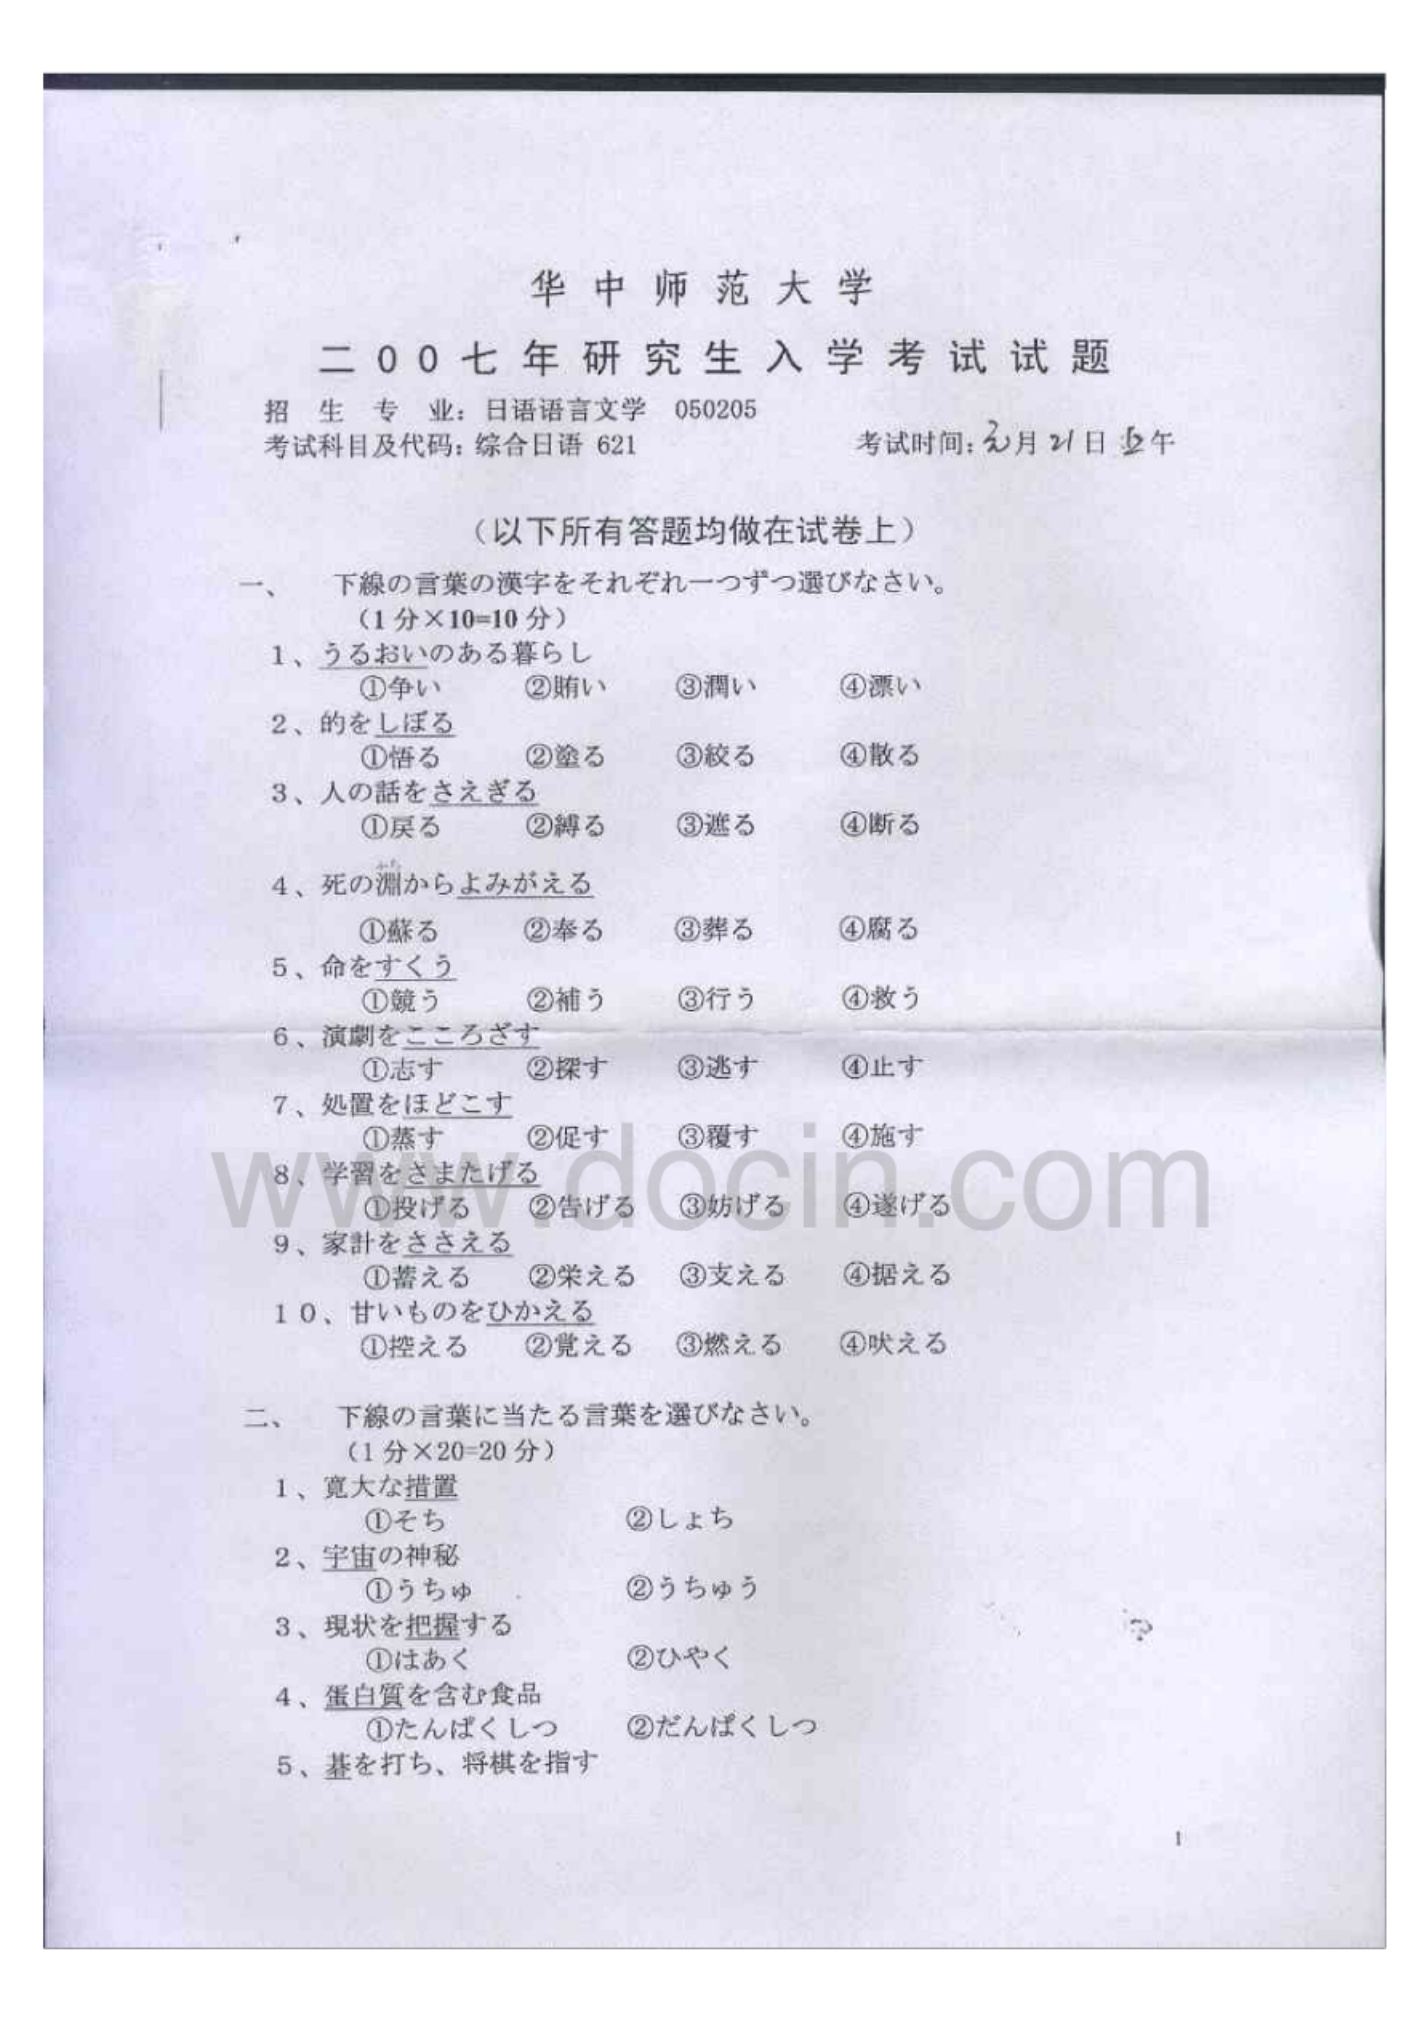 华中师范大学
二00七年研究生入学考试试题
招生专业：日语语言文学 050205
考试科目及代码：综合日语 621 考试时间：元月21日上午
（以下所有答题均做在试卷上）
一、 下線の言葉の漢字をそれぞれ一つずつ選びなさい。
（1分×10=10分）
1、うるおいのある暮らし
①争い ②賄い ③潤い ④漂い
2、的をしぼる
①悟る ②塗る ③絞る ④散る
3、人の話をさえぎる
①戻る ②縛る ③遮る ④断る
ふち
4、死の淵からよみがえる
①蘇る ②奉る ③葬る ④腐る
5、命をすくう
①競う ②補う ③行う ④救う
6、演劇をこころざす
①志す ②探す ③逃す ④止す
7、処置をほどこす
①蒸す ②促す ③覆す ④施す
8、学習をさまたげる
①投げる ②告げる ③妨げる ④遂げる
9、家計をささえる
①蓄える ②栄える ③支える ④据える
10、甘いものをひかえる
①控える ②覚える ③燃える ④吠える
二、 下線の言葉に当たる言葉を選びなさい。
（1分×20=20分）
1、寛大な措置
①そち ②しょち
2、宇宙の神秘
①うちゅ ②うちゅう
3、現状を把握する
①はあく ②ひやく
4、蛋白質を含む食品
①たんぱくしつ ②だんぱくしつ
5、碁を打ち、将棋を指す
1
www.docin.com